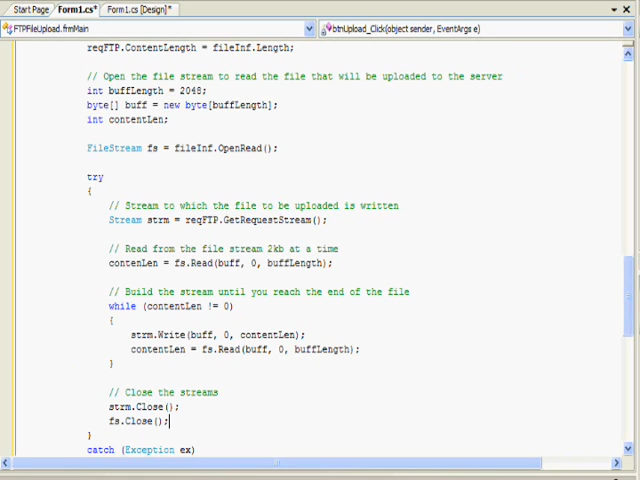 Start Page Form1.cs* Form1.cs [Design]*
FTPFileUpload.frmMain btnUpload_Click(object sender, EventArgs e)
reqFTP.ContentLength = fileInf.Length;
// Open the file stream to read the file that will be uploaded to the server
int buffLength = 2048;
byte[] buff = new byte[buffLength];
int contentLen;
FileStream fs = fileInf.OpenRead();
try
{
// Stream to which the file to be uploaded is written
Stream strm = reqFTP.GetRequestStream();
// Read from the file stream 2kb at a time
contenLen = fs.Read(buff, 0, buffLength);
// Build the stream until you reach the end of the file
while (contentLen != 0)
{
strm.Write(buff, 0, contentLen);
contentLen = fs.Read(buff, 0, buffLength);
}
// Close the streams
strm.Close();
fs.Close();
}
catch (Exception ex)